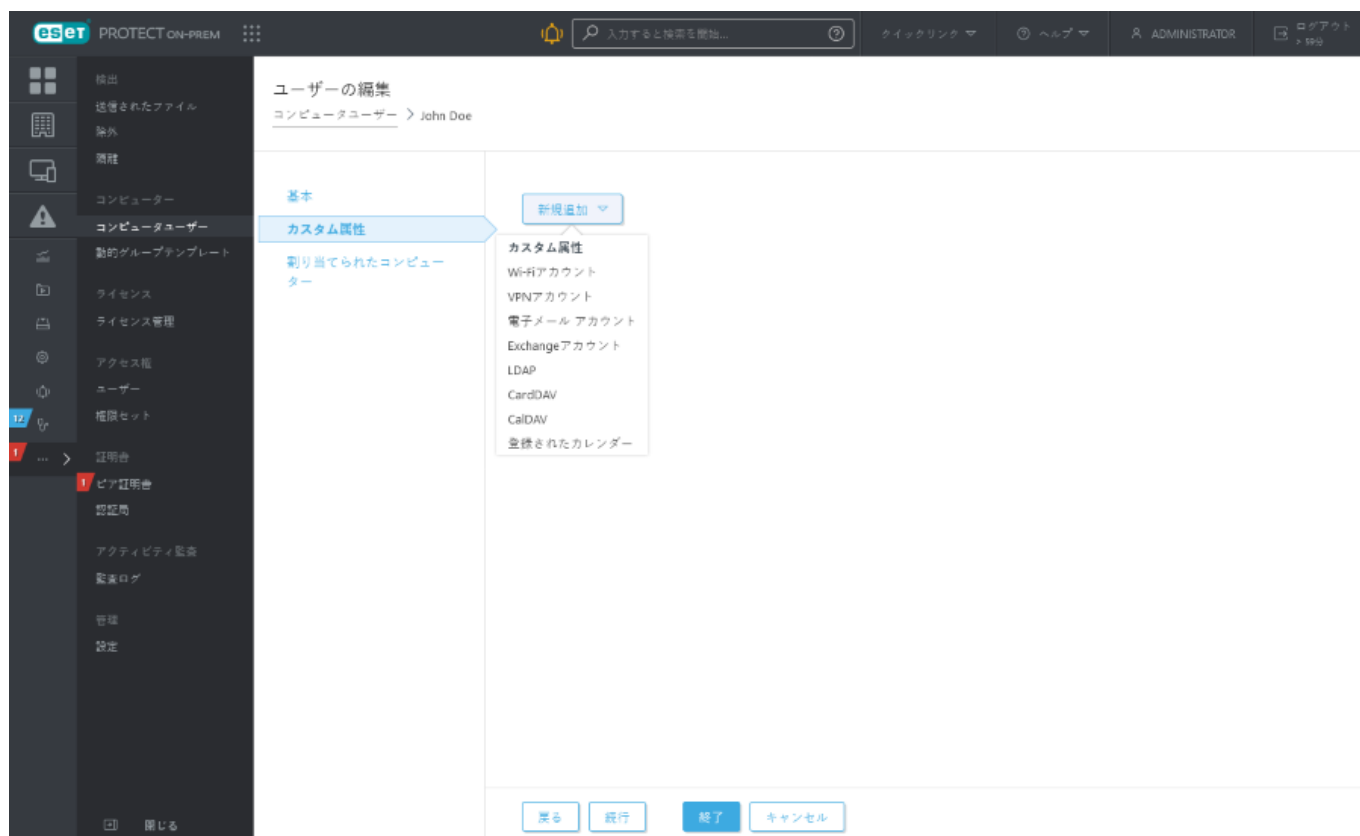 eset PROTECT ON-PREM
入力すると検索を開始...
クイックリンク
ヘルプ
ADMINISTRATOR
ログアウト
> 59分
検出
送信されたファイル
除外
隔離
コンピューター
コンピュータユーザー
動的グループテンプレート
ライセンス
ライセンス管理
アクセス権
ユーザー
権限セット
12
1
証明書
1
ピア証明書
認証局
アクティビティ監査
監査ログ
管理
設定
閉じる
ユーザーの編集
コンピュータユーザー > John Doe
基本
カスタム属性
割り当てられたコンピュー
ター
新規追加
カスタム属性
Wi-Fiアカウント
VPNアカウント
電子メール アカウント
Exchangeアカウント
LDAP
CardDAV
CalDAV
登録されたカレンダー
戻る
続行
終了
キャンセル